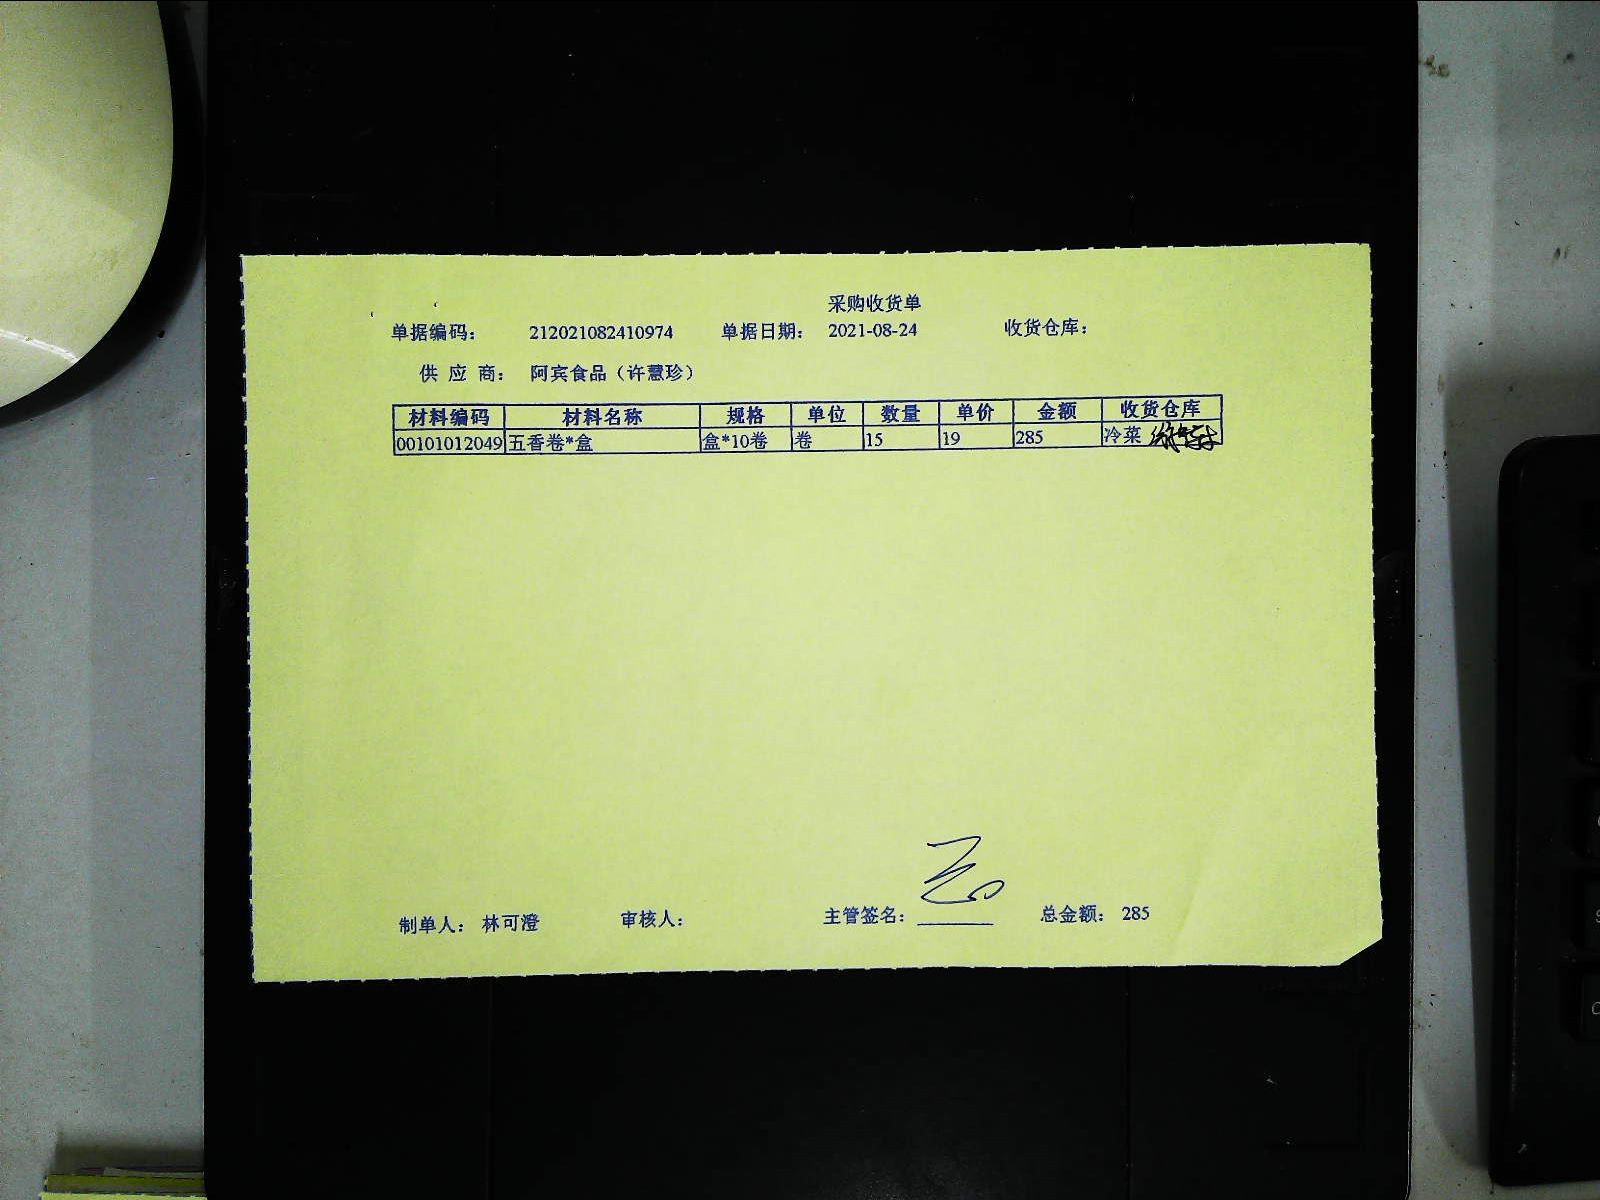 采购收货单
单据编码: 212021082410974 单据日期: 2021-08-24 收货仓库:
供 应 商: 阿宾食品（许慧珍）
材料编码 材料名称 规格 单位 数量 单价 金额 收货仓库
00101012049 五香卷*盒 盒*10卷 卷 15 19 285 冷菜
制单人: 林可澄 审核人: 主管签名: 总金额: 285